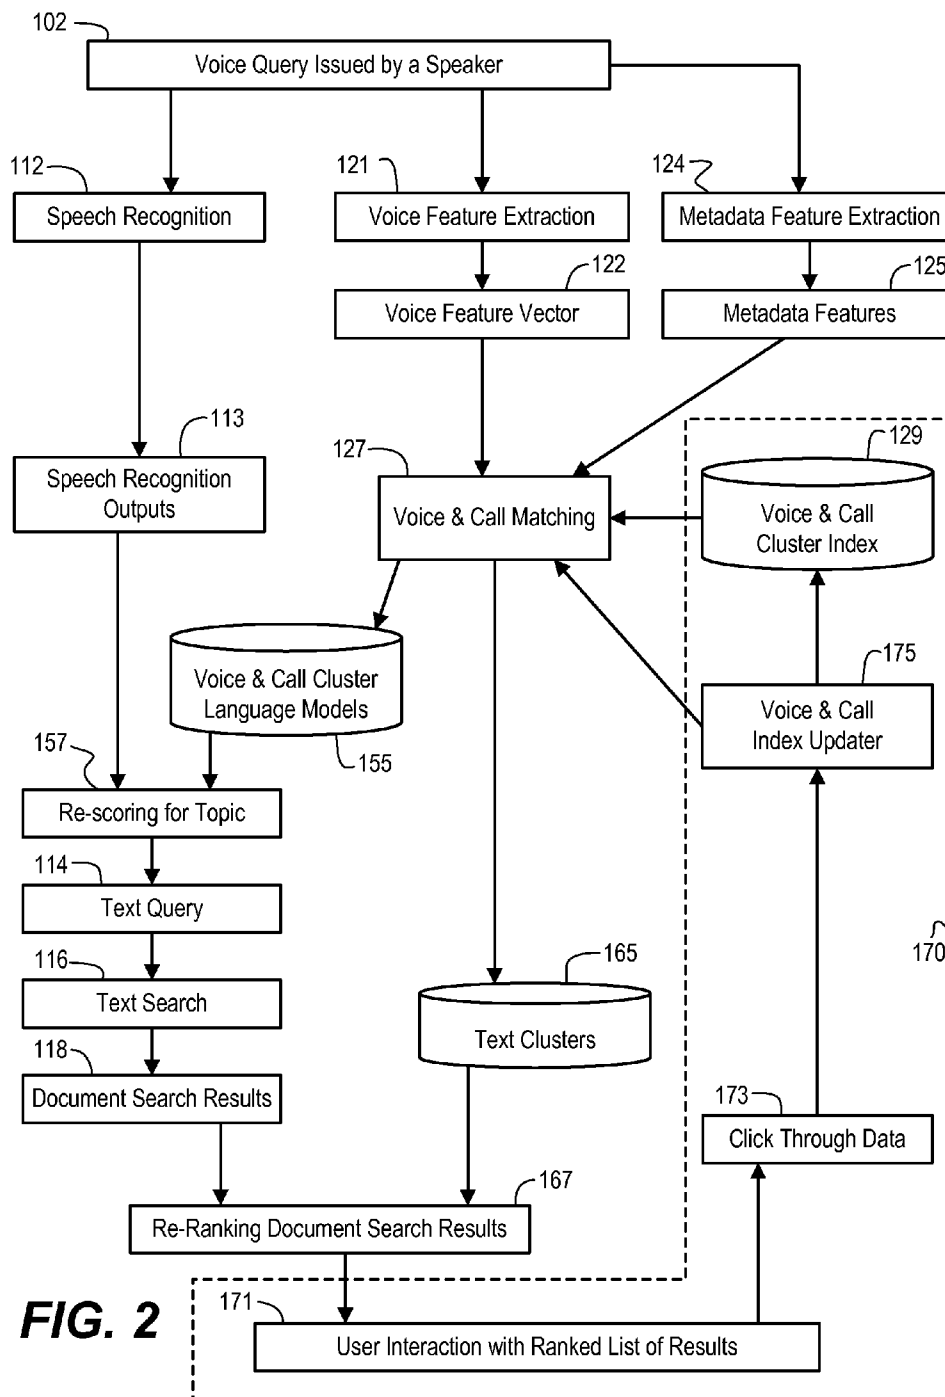 102
Voice Query Issued by a Speaker
112
121
124
Speech Recognition
Voice Feature Extraction
Metadata Feature Extraction
122
125
Voice Feature Vector
Metadata Features
113
127
129
Speech Recognition
Outputs
Voice & Call Matching
Voice & Call
Cluster Index
175
Voice & Call Cluster
Language Models
Voice & Call
Index Updater
157
155
Re-scoring for Topic
114
Text Query
170
116
165
Text Search
Text Clusters
118
Document Search Results
173
Click Through Data
167
Re-Ranking Document Search Results
FIG. 2
171
User Interaction with Ranked List of Results